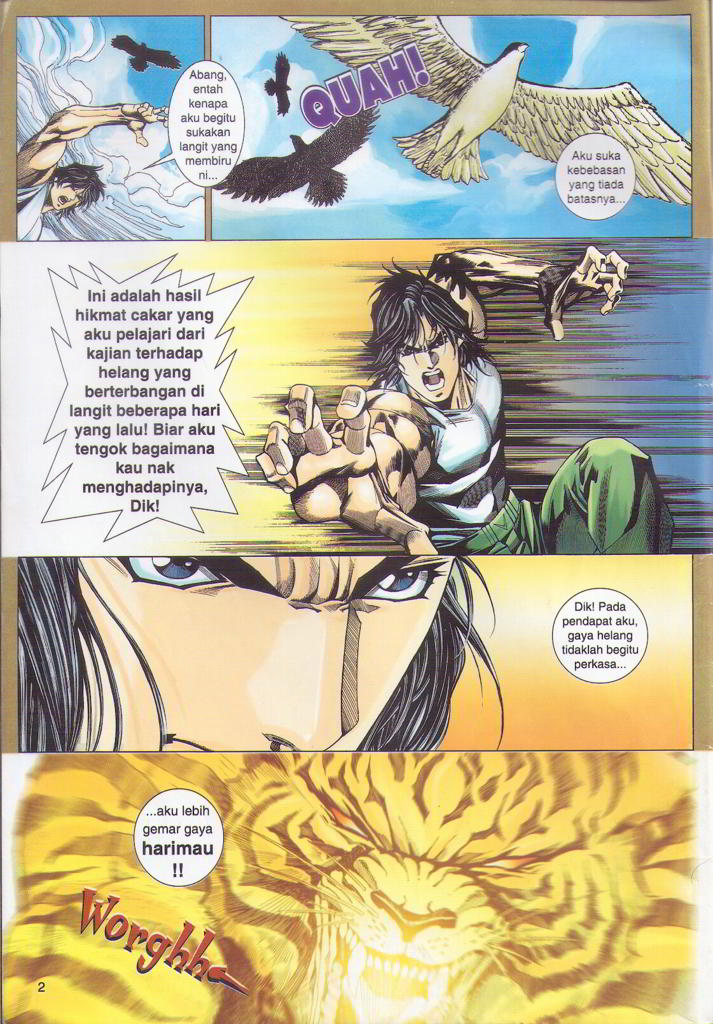 Abang,
entah
kenapa
aku begitu
sukakan
langit yang
membiru
ni...
QUAH!
Aku suka
kebebasan
yang tiada
batasnya...
Ini adalah hasil
hikmat cakar yang
aku pelajari dari
kajian terhadap
helang yang
berterbangan di
langit beberapa hari
yang lalu! Biar aku
tengok bagaimana
kau nak
menghadapinya,
Dik!
Dik! Pada
pendapat aku,
gaya helang
tidaklah begitu
perkasa...
...aku lebih
gemar gaya
harimau
!!
Worghh
2